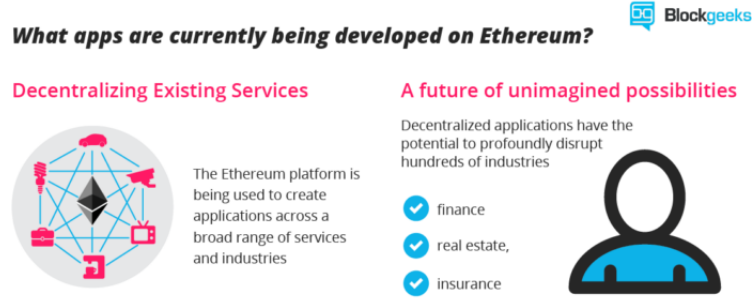 Blockgeeks
What apps are currently being developed on Ethereum?
Decentralizing Existing Services
The Ethereum platform is
being used to create
applications across a
broad range of services
and industries
A future of unimagined possibilities
Decentralized applications have the
potential to profoundly disrupt
hundreds of industries
finance
real estate,
insurance